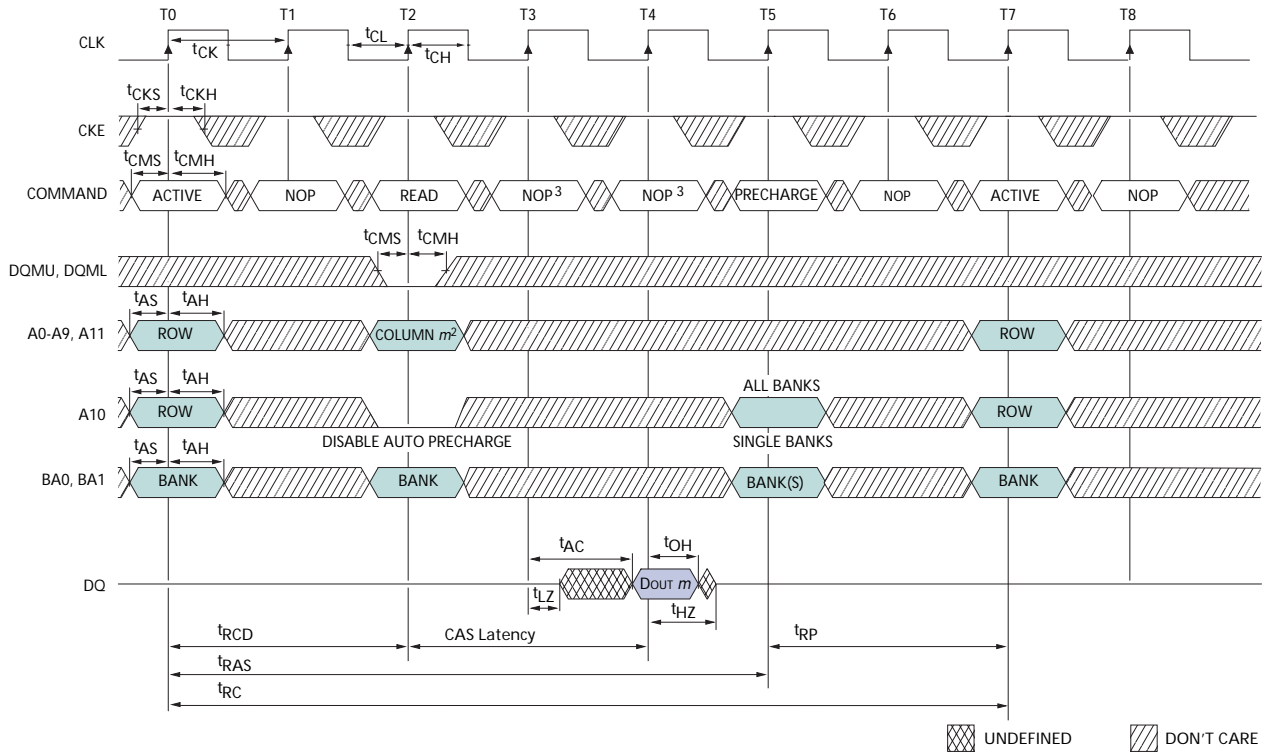 T0 T1 T2 T3 T4 T5 T6 T7 T8
CLK
tCK tCL tCH
tCKS tCKH
CKE
tCMS tCMH
COMMAND ACTIVE NOP READ NOP3 NOP3 PRECHARGE NOP ACTIVE NOP
tCMS tCMH
DQMU, DQML
tAS tAH
A0-A9, A11 ROW COLUMN m2 ROW
tAS tAH ALL BANKS
A10 ROW ROW
DISABLE AUTO PRECHARGE SINGLE BANKS
tAS tAH
BA0, BA1 BANK BANK BANK(S) BANK
tAC tOH
DQ DOUT m
tLZ tHZ
tRCD CAS Latency tRP
tRAS
tRC
UNDEFINED DON'T CARE